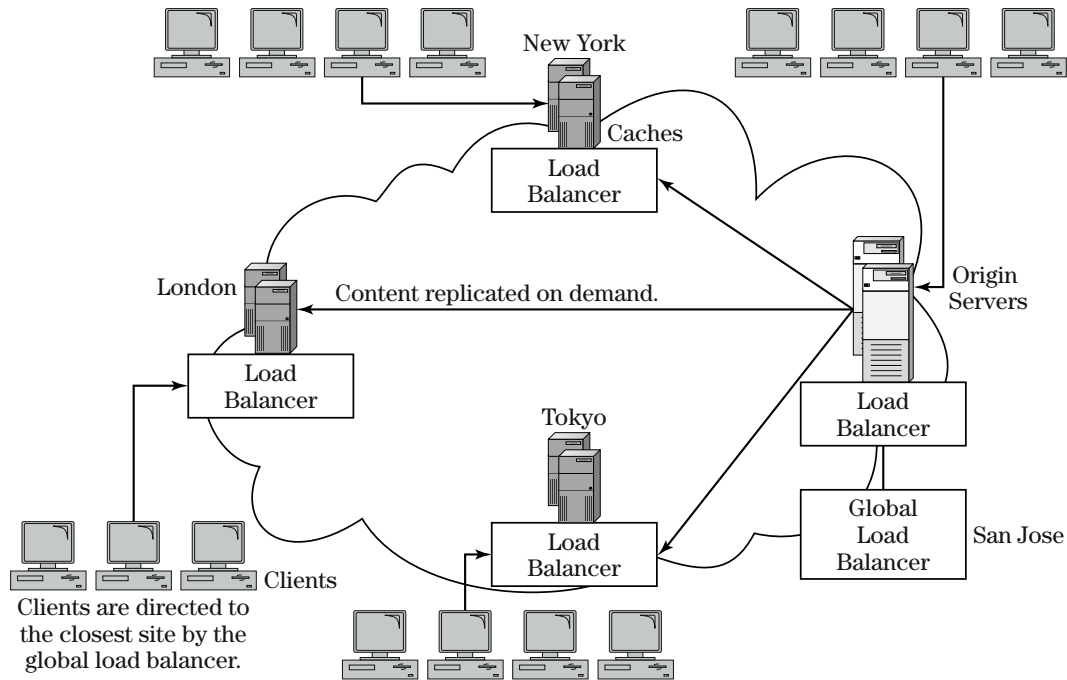 New York
Caches
Load
Balancer
London
Content replicated on demand.
Origin
Servers
Load
Balancer
Load
Balancer
Tokyo
Load
Balancer
Global
Load
Balancer
San Jose
Clients
Clients are directed to
the closest site by the
global load balancer.